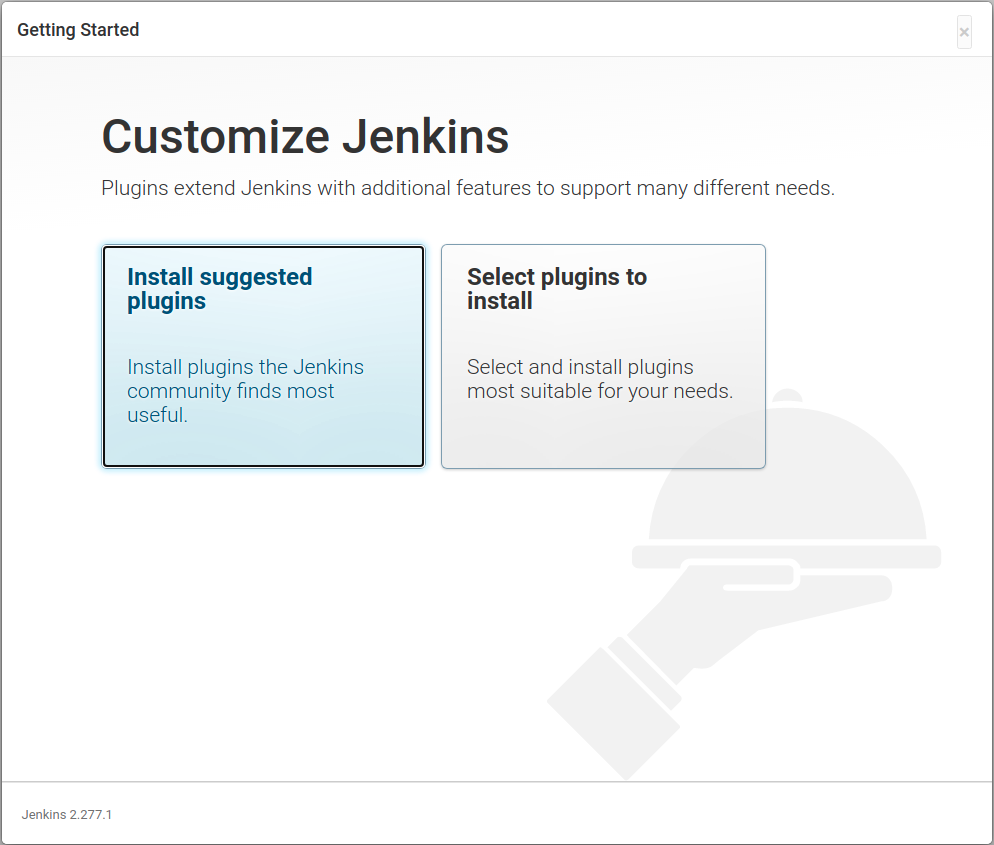 Getting Started
×
Customize Jenkins
Plugins extend Jenkins with additional features to support many different needs.
Install suggested
plugins
Install plugins the Jenkins
community finds most
useful.
Select plugins to
install
Select and install plugins
most suitable for your needs.
Jenkins 2.277.1